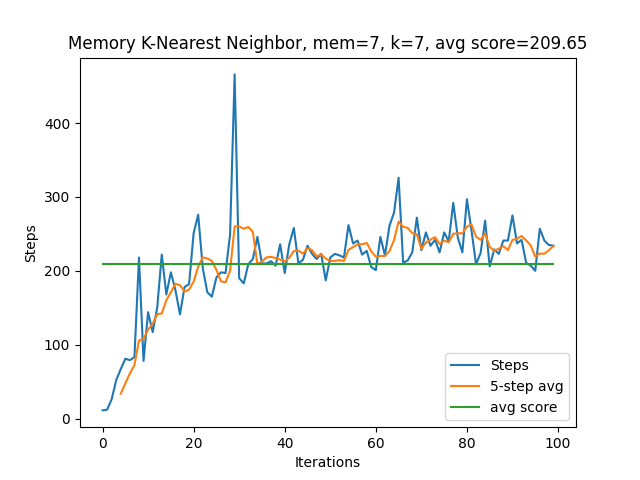 Memory K-Nearest Neighbor, mem=7, k=7, avg score=209.65
Steps
400
300
200
100
0
0 20 40 60 80 100
Iterations
Steps
5-step avg
avg score